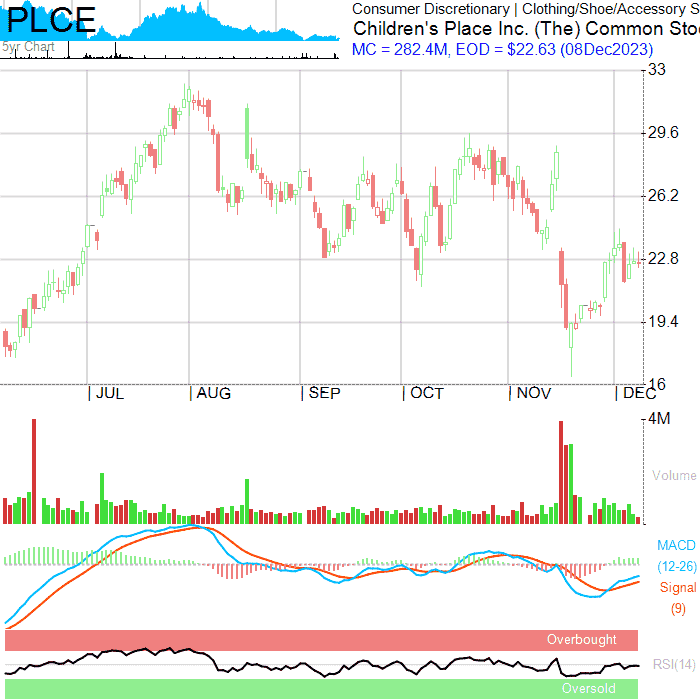 PLCE
5yr Chart
Consumer Discretionary | Clothing/Shoe/Accessory S
Children's Place Inc. (The) Common Sto
MC = 282.4M, EOD = $22.63 (08Dec2023)
33
29.6
26.2
22.8
19.4
16
| JUL | AUG | SEP | OCT | NOV | DEC
4M
Volume
MACD
(12-26)
Signal
(9)
Overbought
RSI(14)
Oversold